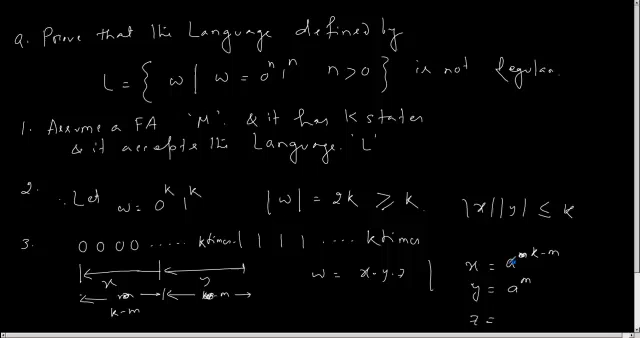 Q. Prove that the Language defined by
L = { w | w = 0^n 1^n n > 0 } is not Regular.
1. Assume a FA 'M' & it has K states
& it accepts the Language 'L'
2. Let w = 0^k 1^k |w| = 2k ≥ k. |x||y| ≤ k
3. 0 0 0 0 ..... k times 1 1 1 1 .... k times
x y w = x.y.z x = a^{k-m}
k-m m y = a^m
z =